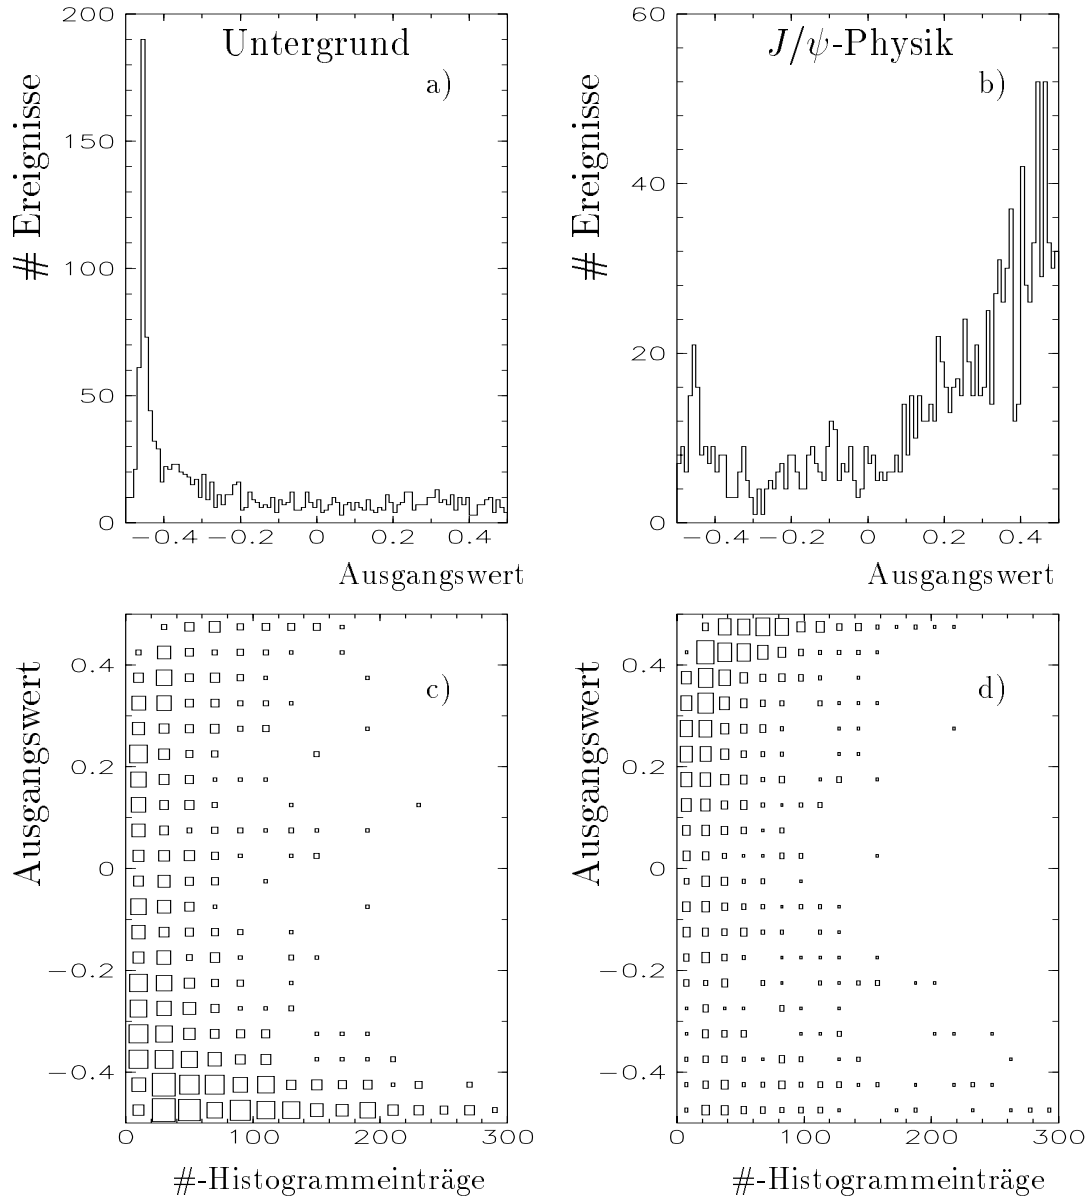 Untergrund
a)
# Ereignisse
200
150
100
50
0
−0.4 −0.2 0 0.2 0.4
Ausgangswert
J/ψ-Physik
b)
# Ereignisse
60
40
20
0
−0.4 −0.2 0 0.2 0.4
Ausgangswert
c)
Ausgangswert
0.4
0.2
0
−0.2
−0.4
0 100 200 300
#-Histogrammeinträge
d)
Ausgangswert
0.4
0.2
0
−0.2
−0.4
0 100 200 300
#-Histogrammeinträge